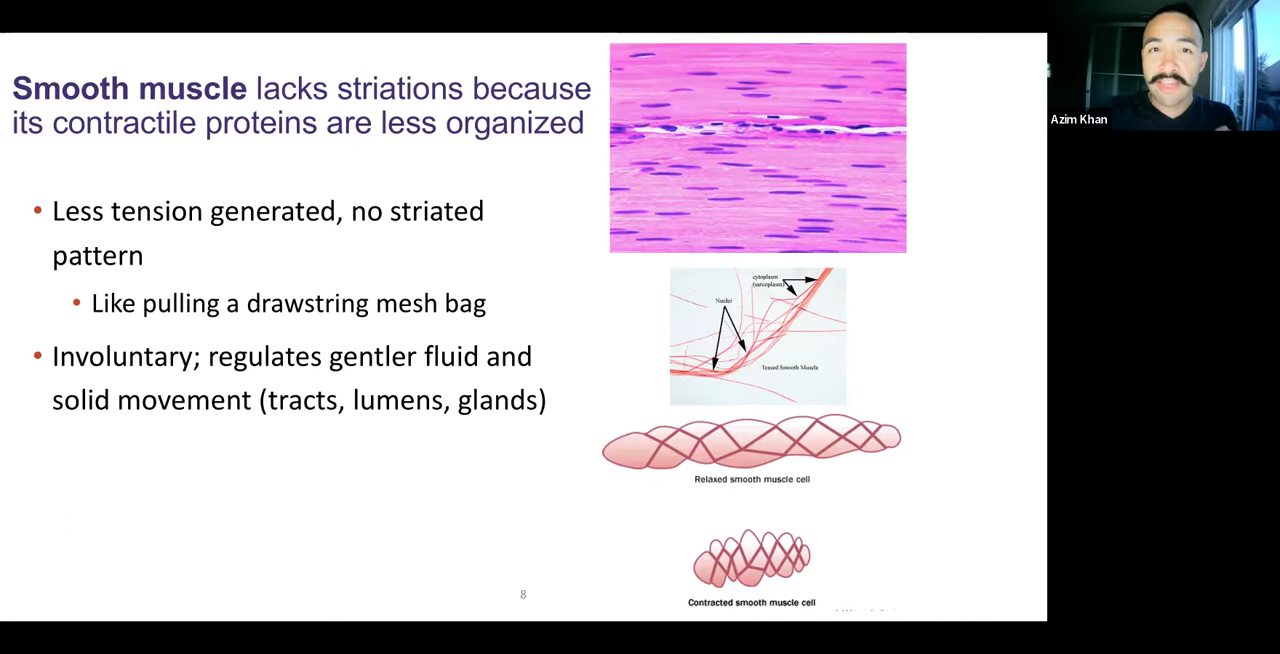 Smooth muscle lacks striations because
its contractile proteins are less organized
• Less tension generated, no striated
pattern
• Like pulling a drawstring mesh bag
• Involuntary; regulates gentler fluid and
solid movement (tracts, lumens, glands)
cytoplasm
(sarcoplasm)
Nuclei
Teased Smooth Muscle
Relaxed smooth muscle cell
Contracted smooth muscle cell
8
Azim Khan